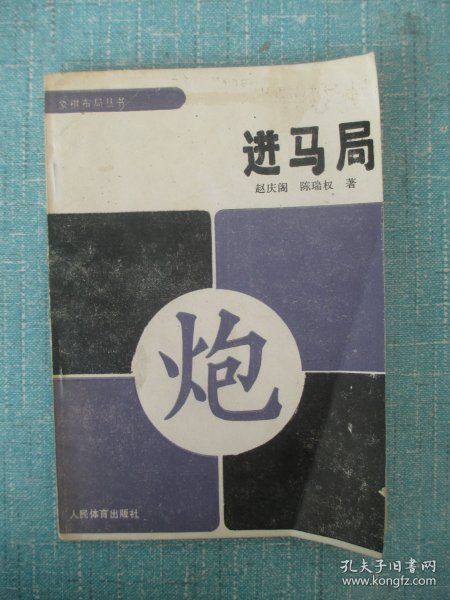 象棋布局丛书
进马局
赵庆阁 陈瑞权 著
炮
人民体育出版社
孔夫子旧书网
www.kongfz.com